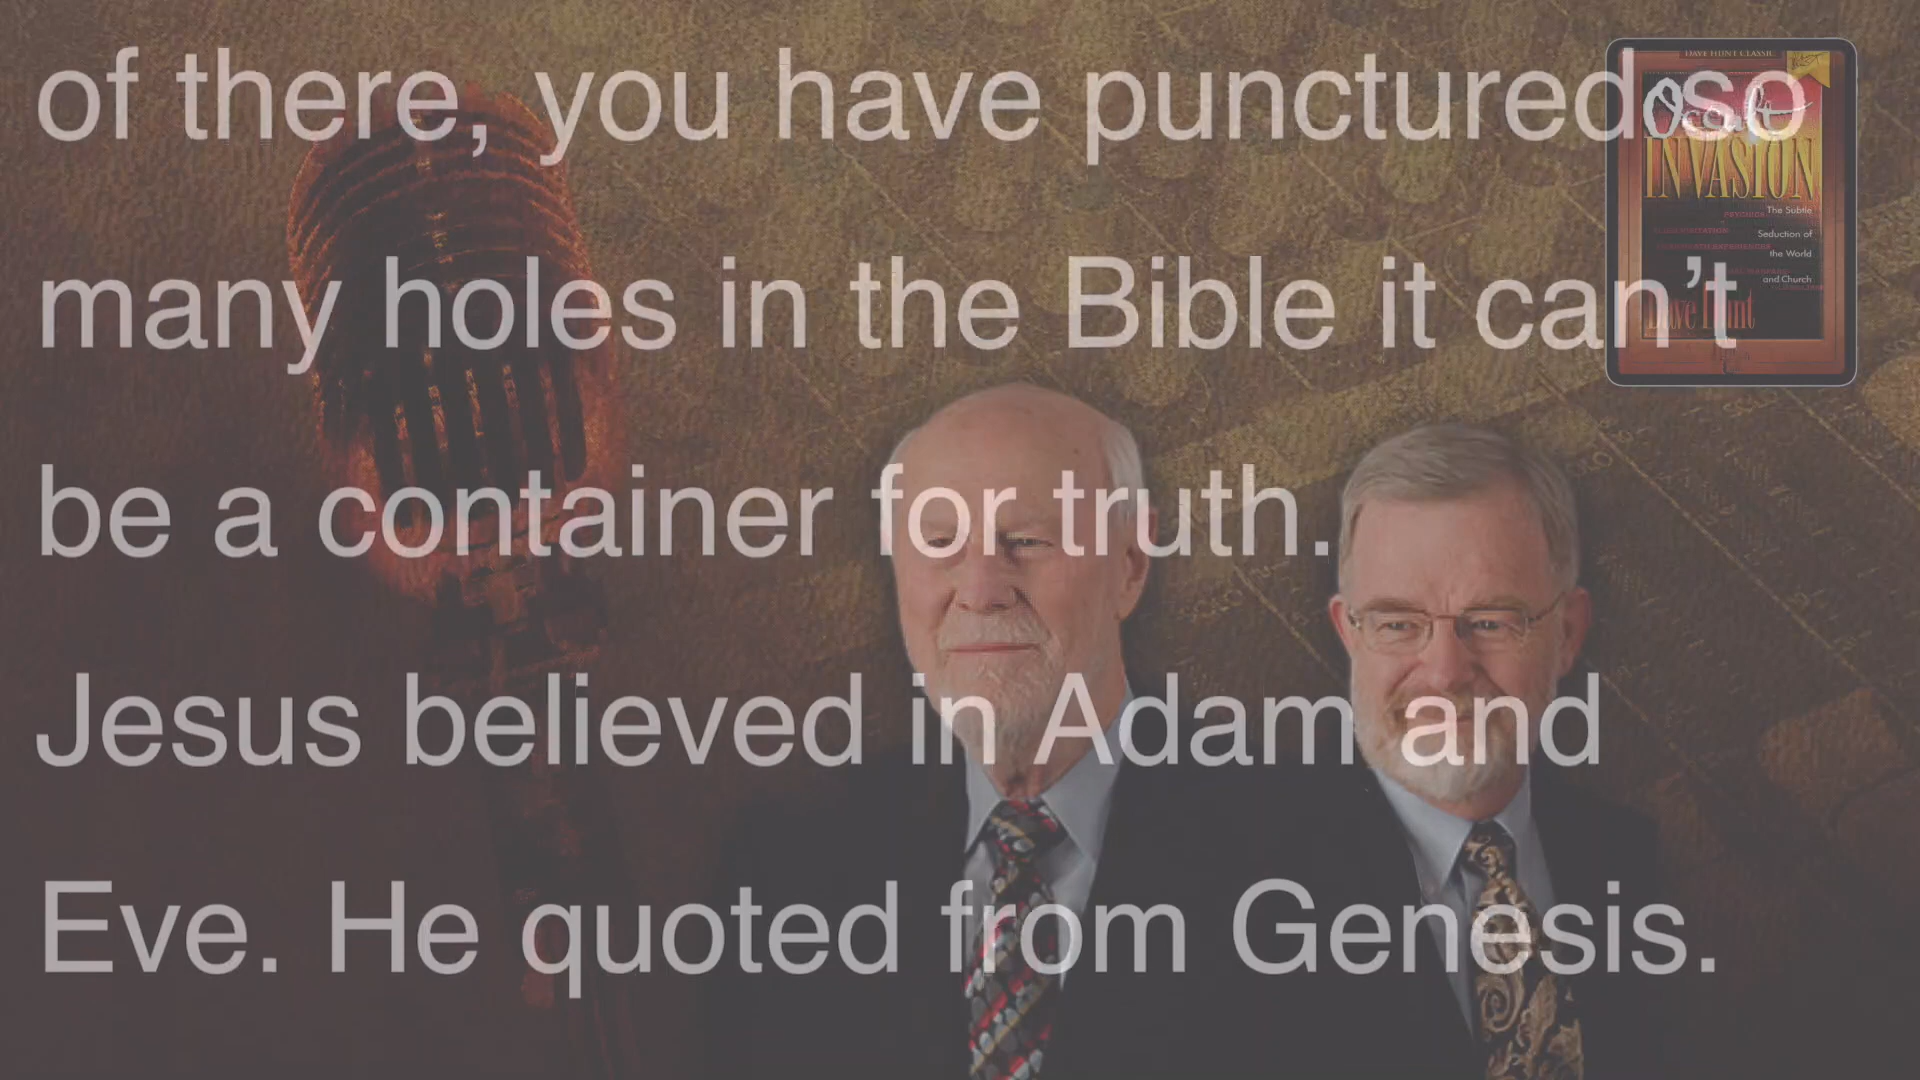 of there, you have punctured so
many holes in the Bible it can’t
be a container for truth.
Jesus believed in Adam and
Eve. He quoted from Genesis.
DAVE HUNT CLASSIC
Occult
INVASION
The Subtle
Seduction of
the World
and Church
Dave Hunt